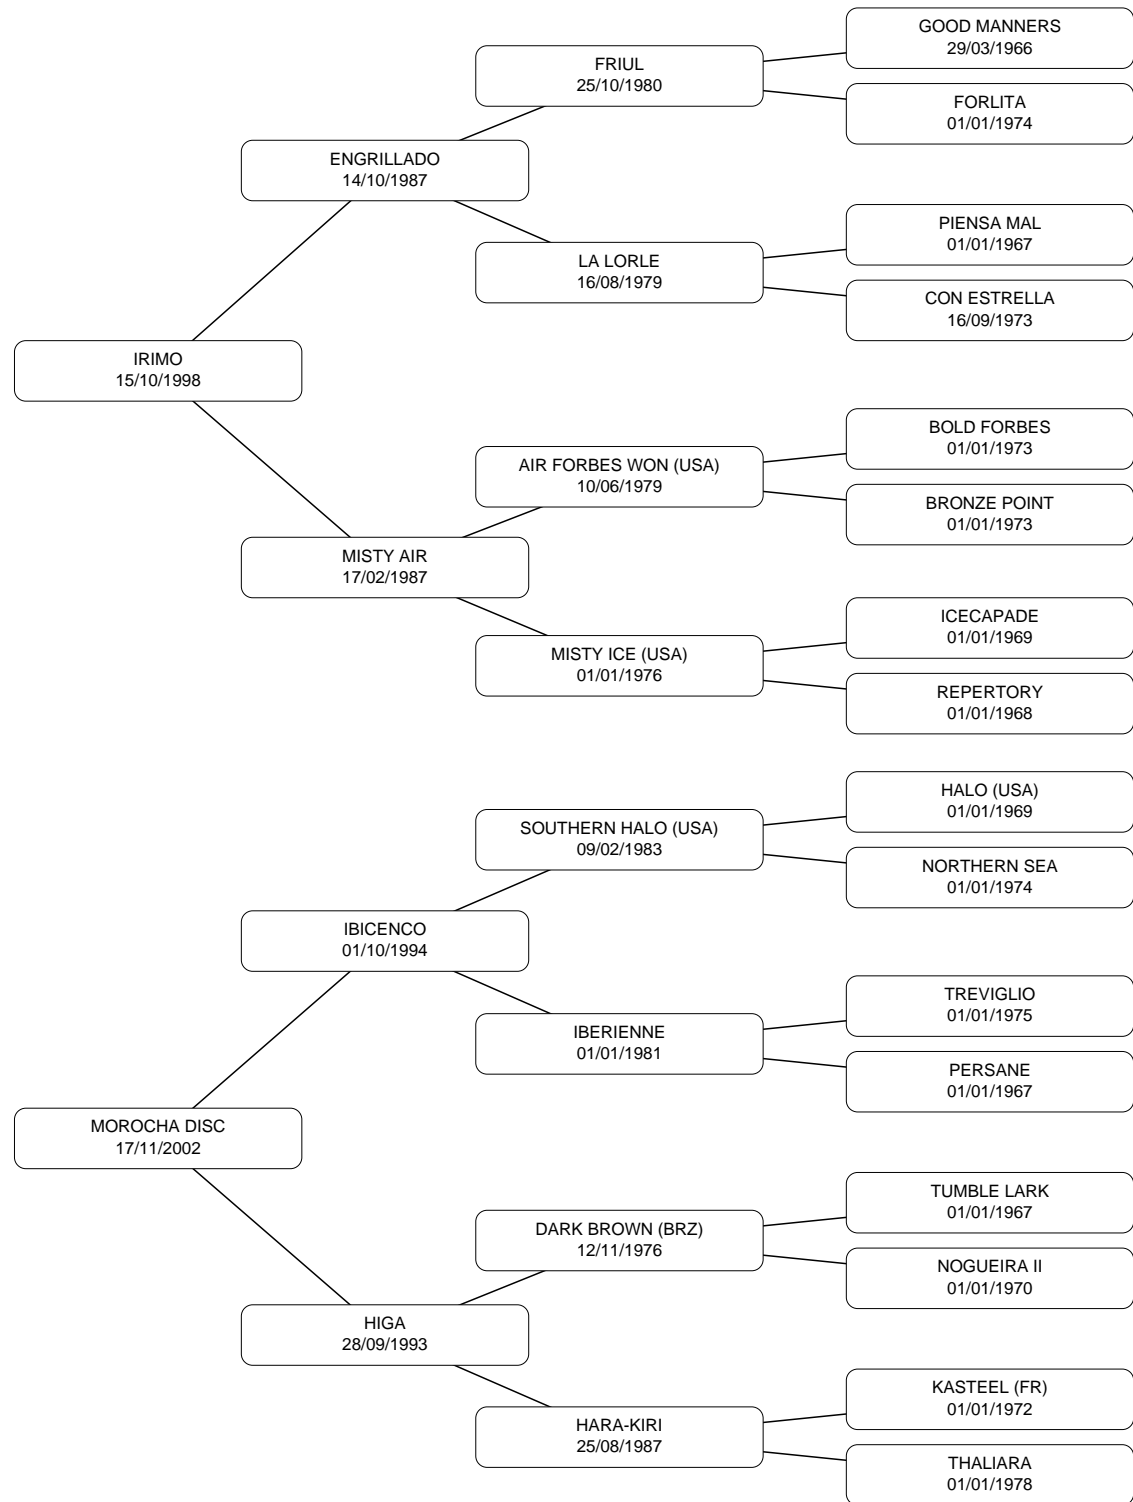 GOOD MANNERS
29/03/1966
FRIUL
25/10/1980
FORLITA
01/01/1974
ENGRILLADO
14/10/1987
PIENSA MAL
01/01/1967
LA LORLE
16/08/1979
CON ESTRELLA
16/09/1973
IRIMO
15/10/1998
BOLD FORBES
01/01/1973
AIR FORBES WON (USA)
10/06/1979
BRONZE POINT
01/01/1973
MISTY AIR
17/02/1987
ICECAPADE
01/01/1969
MISTY ICE (USA)
01/01/1976
REPERTORY
01/01/1968
HALO (USA)
01/01/1969
SOUTHERN HALO (USA)
09/02/1983
NORTHERN SEA
01/01/1974
IBICENCO
01/10/1994
TREVIGLIO
01/01/1975
IBERIENNE
01/01/1981
PERSANE
01/01/1967
MOROCHA DISC
17/11/2002
TUMBLE LARK
01/01/1967
DARK BROWN (BRZ)
12/11/1976
NOGUEIRA II
01/01/1970
HIGA
28/09/1993
KASTEEL (FR)
01/01/1972
HARA-KIRI
25/08/1987
THALIARA
01/01/1978